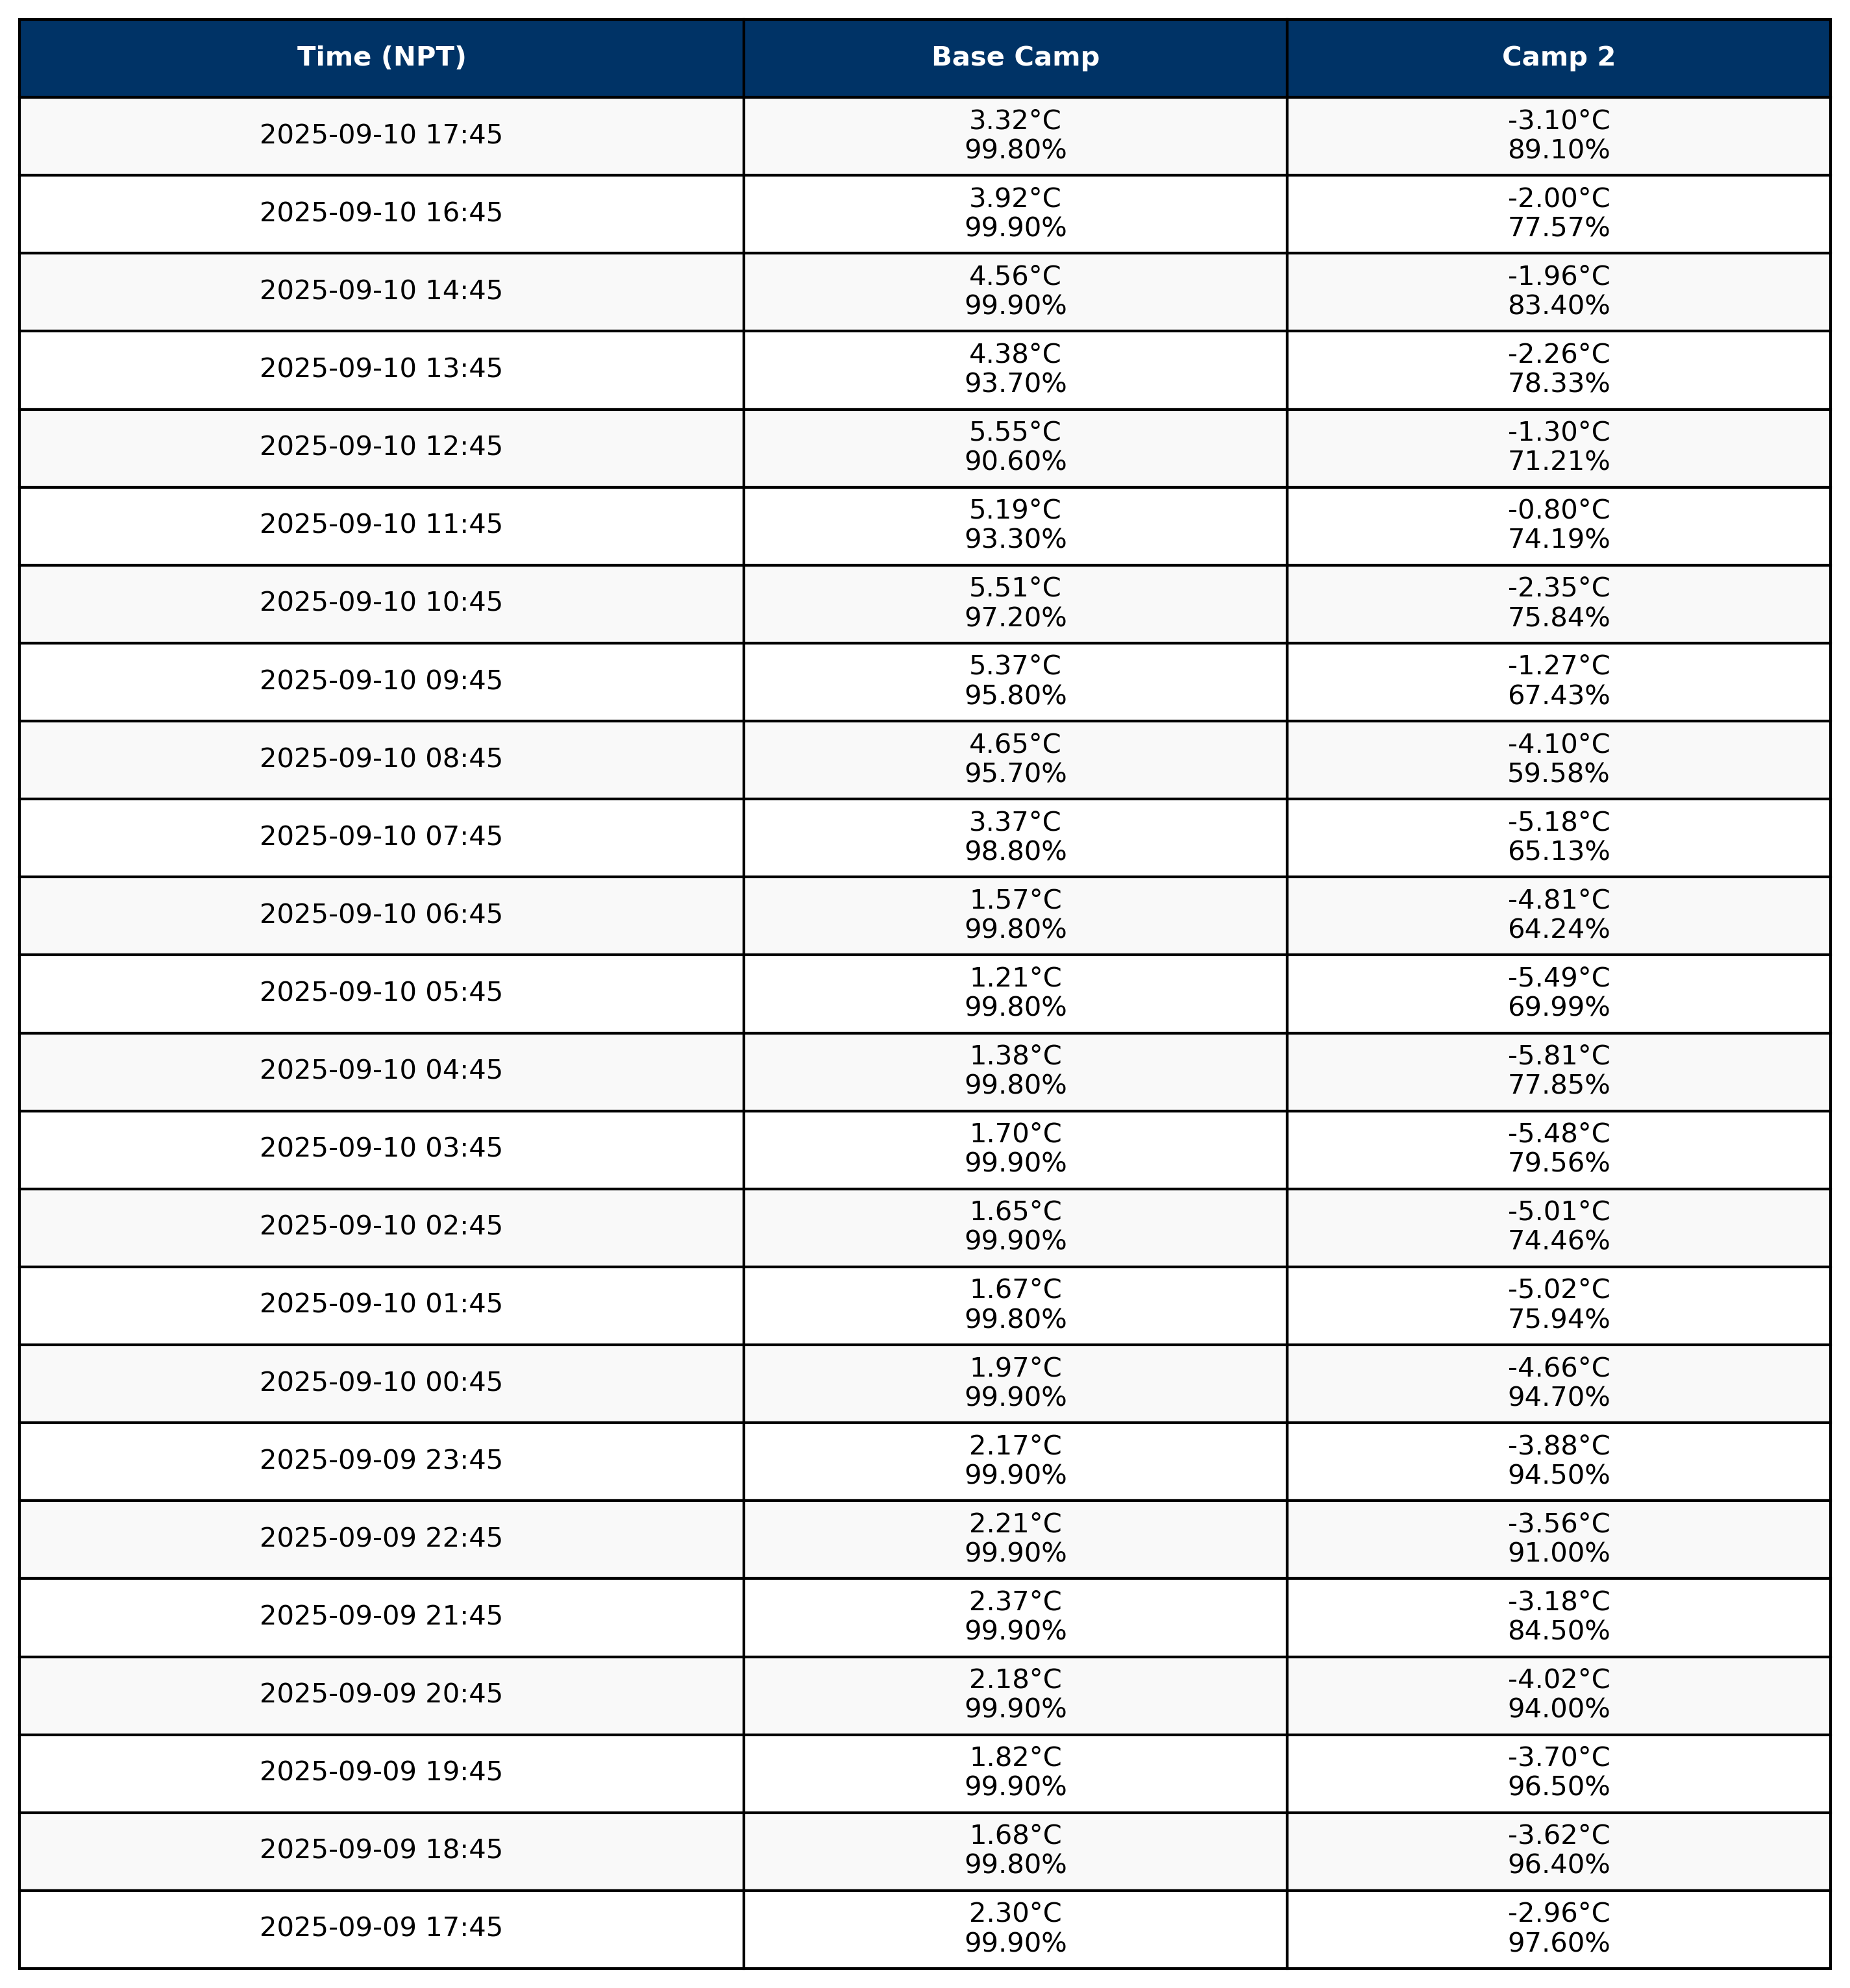 Time (NPT) Base Camp Camp 2
2025-09-10 17:45 3.32°C -3.10°C
99.80% 89.10%
2025-09-10 16:45 3.92°C -2.00°C
99.90% 77.57%
2025-09-10 14:45 4.56°C -1.96°C
99.90% 83.40%
2025-09-10 13:45 4.38°C -2.26°C
93.70% 78.33%
2025-09-10 12:45 5.55°C -1.30°C
90.60% 71.21%
2025-09-10 11:45 5.19°C -0.80°C
93.30% 74.19%
2025-09-10 10:45 5.51°C -2.35°C
97.20% 75.84%
2025-09-10 09:45 5.37°C -1.27°C
95.80% 67.43%
2025-09-10 08:45 4.65°C -4.10°C
95.70% 59.58%
2025-09-10 07:45 3.37°C -5.18°C
98.80% 65.13%
2025-09-10 06:45 1.57°C -4.81°C
99.80% 64.24%
2025-09-10 05:45 1.21°C -5.49°C
99.80% 69.99%
2025-09-10 04:45 1.38°C -5.81°C
99.80% 77.85%
2025-09-10 03:45 1.70°C -5.48°C
99.90% 79.56%
2025-09-10 02:45 1.65°C -5.01°C
99.90% 74.46%
2025-09-10 01:45 1.67°C -5.02°C
99.80% 75.94%
2025-09-10 00:45 1.97°C -4.66°C
99.90% 94.70%
2025-09-09 23:45 2.17°C -3.88°C
99.90% 94.50%
2025-09-09 22:45 2.21°C -3.56°C
99.90% 91.00%
2025-09-09 21:45 2.37°C -3.18°C
99.90% 84.50%
2025-09-09 20:45 2.18°C -4.02°C
99.90% 94.00%
2025-09-09 19:45 1.82°C -3.70°C
99.90% 96.50%
2025-09-09 18:45 1.68°C -3.62°C
99.80% 96.40%
2025-09-09 17:45 2.30°C -2.96°C
99.90% 97.60%